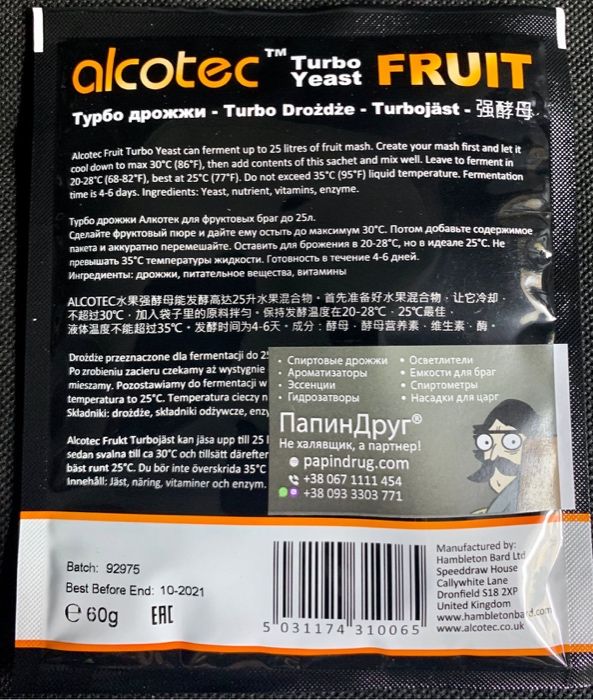 alcotec™ Turbo Yeast FRUIT
Турбо дрожжи - Turbo Drożdże - Turbojäst - 强酵母
Alcotec Fruit Turbo Yeast can ferment up to 25 litres of fruit mash. Create your mash first and let it
cool down to max 30°C (86°F), then add contents of this sachet and mix well. Leave to ferment in
20-28°C (68-82°F), best at 25°C (77°F). Do not exceed 35°C (95°F) liquid temperature. Fermentation
time is 4-6 days. Ingredients: Yeast, nutrient, vitamins, enzyme.
Турбо дрожжи Алкотек для фруктовых браг до 25л.
Сделайте фруктовый пюре и дайте ему остыть до максимум 30°C. Потом добавьте содержимое
пакета и аккуратно перемешайте. Оставить для брожения в 20-28°C, но в идеале 25°C. Не
превышать 35°C температуры жидкости. Готовность в течение 4-6 дней.
Ингредиенты: дрожжи, питательное вещества, витамины
ALCOTEC水果强酵母能发酵高达25升水果混合物·首先准备好水果混合物·让它冷却·
不超过30°C·加入袋子里的原料拌匀·保持发酵温度在20-28°C·25°C最佳·
液体温度不能超过35°C·发酵时间为4-6天·成分：酵母·酵母营养素·维生素·酶·
Drożdże przeznaczone dla fermentacji do 25
Po zrobieniu zacieru czekamy aż wystygnie
mieszamy. Pozostawiamy do fermentacji w
temperatura to 25°C. Temperatura cieczy n
Składniki: drożdże, składniki odżywcze, enzy
Alcotec Frukt Turbojäst kan jäsa upp till 25 l
sedan svalna till ca 30°C och tillsätt därefter
bäst runt 25°C. Du bör inte överskrida 35°C
Innehåll: Jäst, näring, vitaminer och enzym.
• Спиртовые дрожжи
• Ароматизаторы
• Эссенции
• Гидрозатворы
• Осветлители
• Емкости для браг
• Спиртометры
• Насадки для царг
ПапинДруг®
Не халявщик, а партнер!
papindrug.com
+38 067 1111 454
+38 093 3303 771
Batch: 92975
Best Before End: 10-2021
℮ 60g EAC
5 031174 310065
Manufactured by:
Hambleton Bard Ltd
Speeddraw House
Callywhite Lane
Dronfield S18 2XP
United Kingdom
www.hambletonbard.com
www.alcotec.co.uk